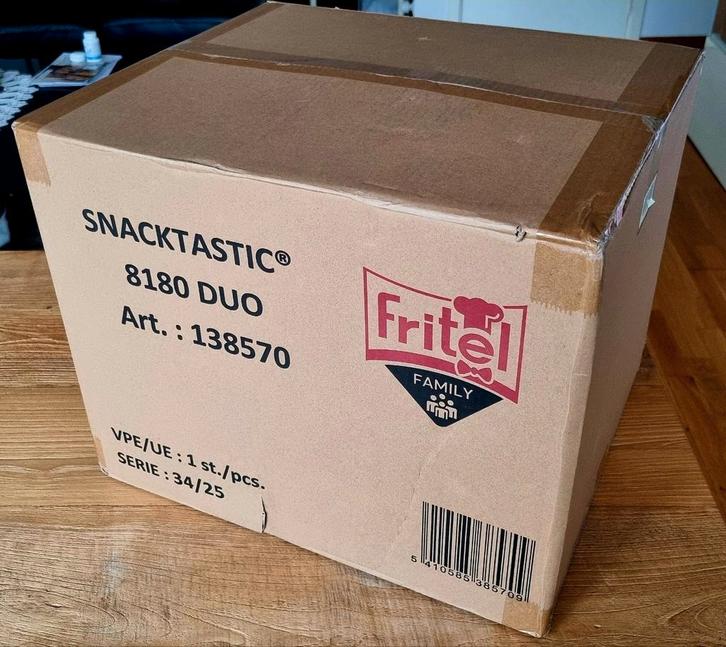 SNACKTASTIC®
8180 DUO
Art. : 138570
fritel
FAMILY
VPE/UE : 1 st./pcs.
SERIE : 34/25
5 410585 385709